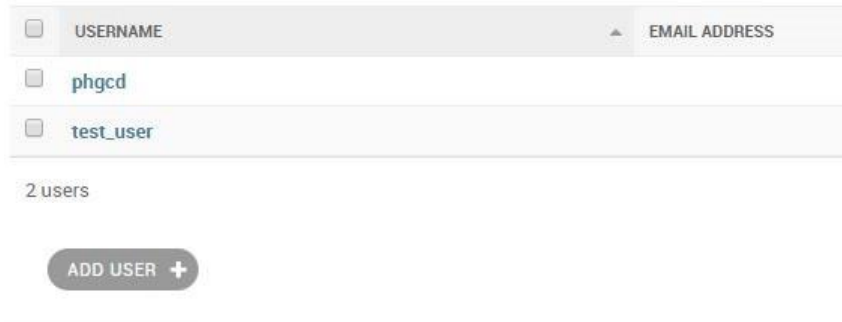 USERNAME EMAIL ADDRESS
phgcd
test_user
2 users
ADD USER +